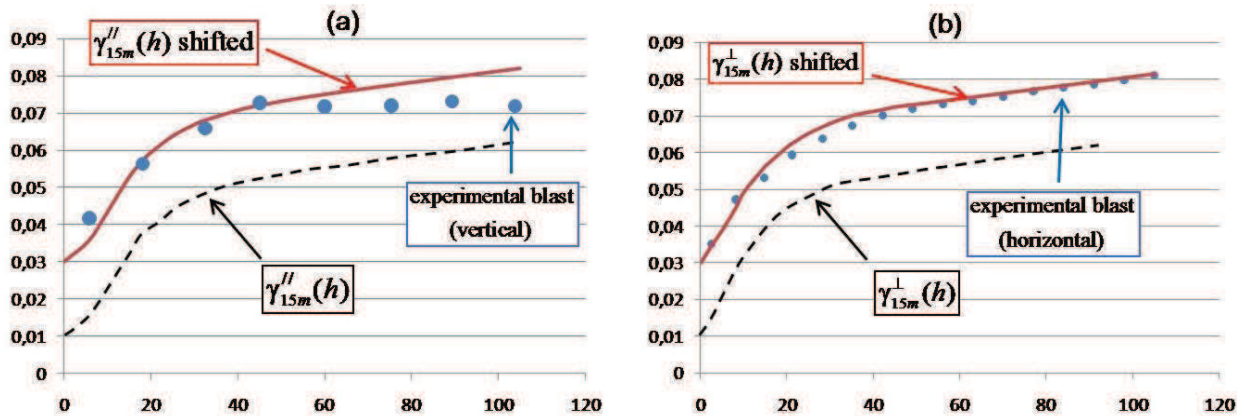 (a)
0,09
0,08
0,07
0,06
0,05
0,04
0,03
0,02
0,01
0
0 20 40 60 80 100 120
γ//15m(h) shifted
experimental blast
(vertical)
γ//15m(h)
(b)
0,09
0,08
0,07
0,06
0,05
0,04
0,03
0,02
0,01
0
0 20 40 60 80 100 120
γ⊥15m(h) shifted
experimental blast
(horizontal)
γ⊥15m(h)